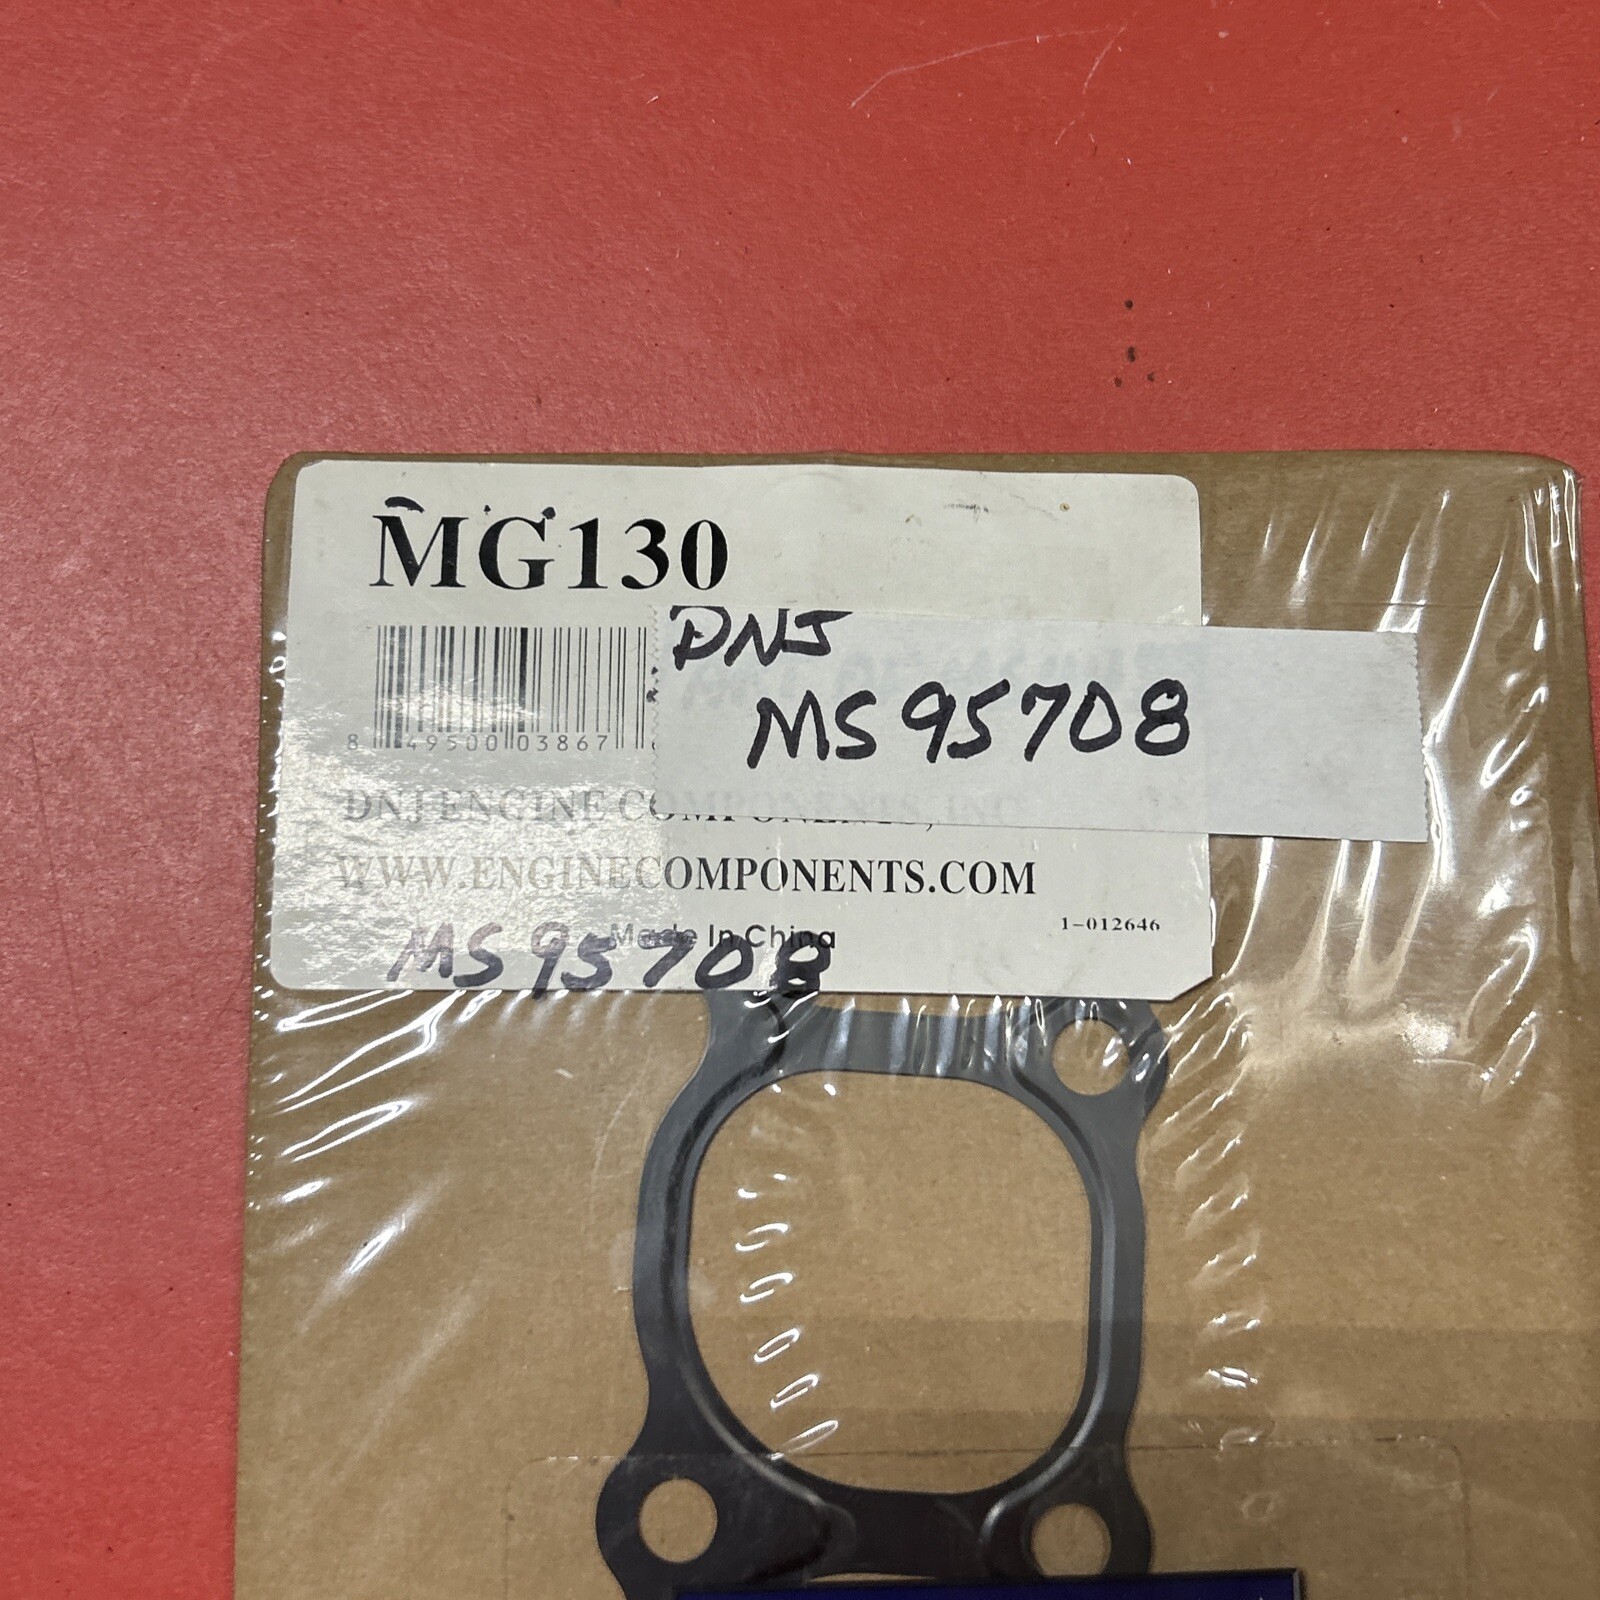 MG130
DNJ
MS95708
8 49500 03867
DNJ ENGINE COMPONENTS, INC
WWW.ENGINECOMPONENTS.COM
Made In China
1-012646
MS95708